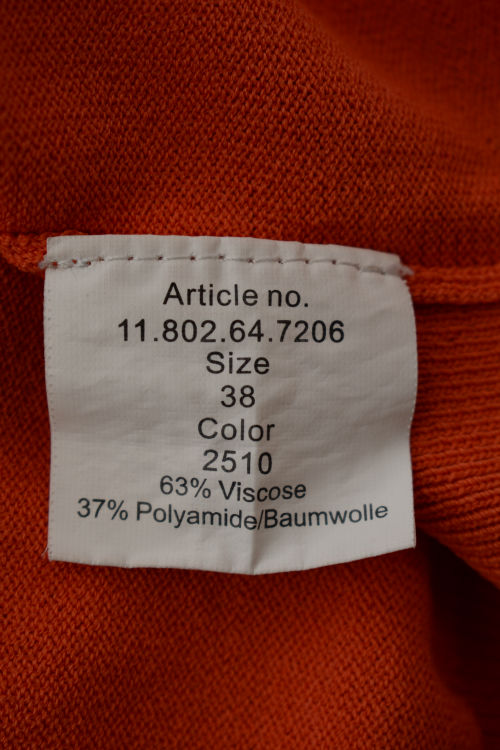 Article no.
11.802.64.7206
Size
38
Color
2510
63% Viscose
37% Polyamide/Baumwolle